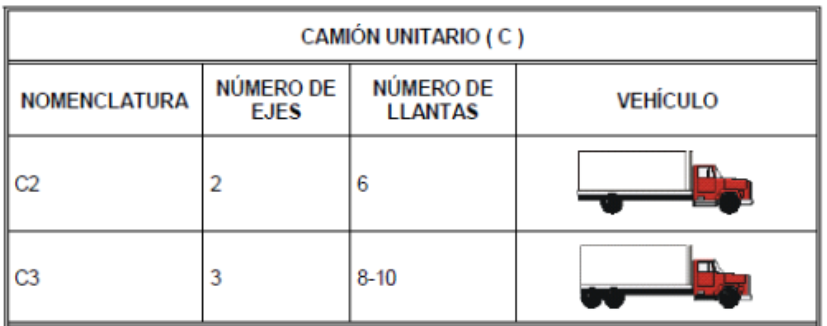 CAMIÓN UNITARIO ( C )
NOMENCLATURA
NÚMERO DE
EJES
NÚMERO DE
LLANTAS
VEHÍCULO
C2
2
6
C3
3
8-10